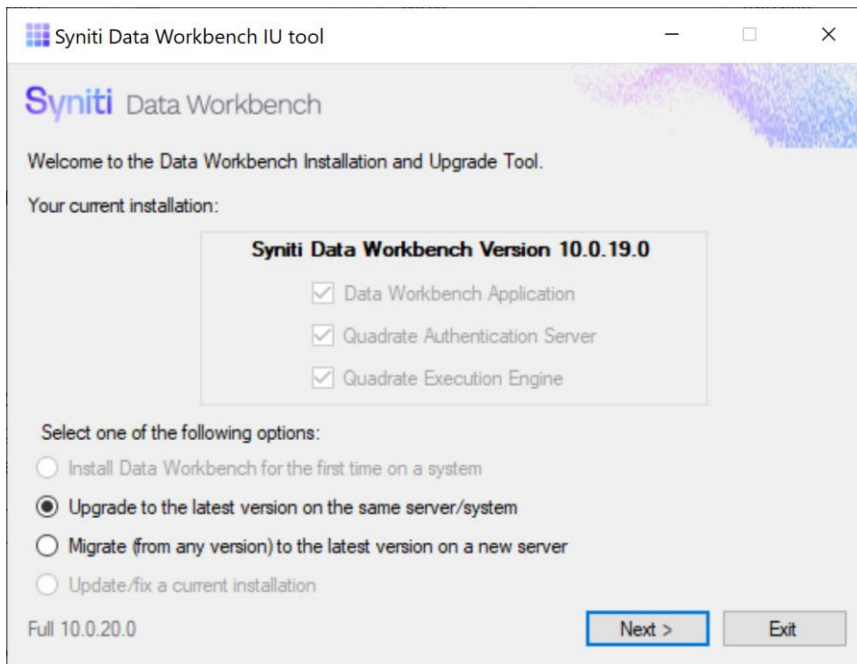 Syniti Data Workbench IU tool
Syniti Data Workbench
Welcome to the Data Workbench Installation and Upgrade Tool.
Your current installation:
Syniti Data Workbench Version 10.0.19.0
Data Workbench Application
Quadrate Authentication Server
Quadrate Execution Engine
Select one of the following options:
Install Data Workbench for the first time on a system
Upgrade to the latest version on the same server/system
Migrate (from any version) to the latest version on a new server
Update/fix a current installation
Full 10.0.20.0 Next > Exit